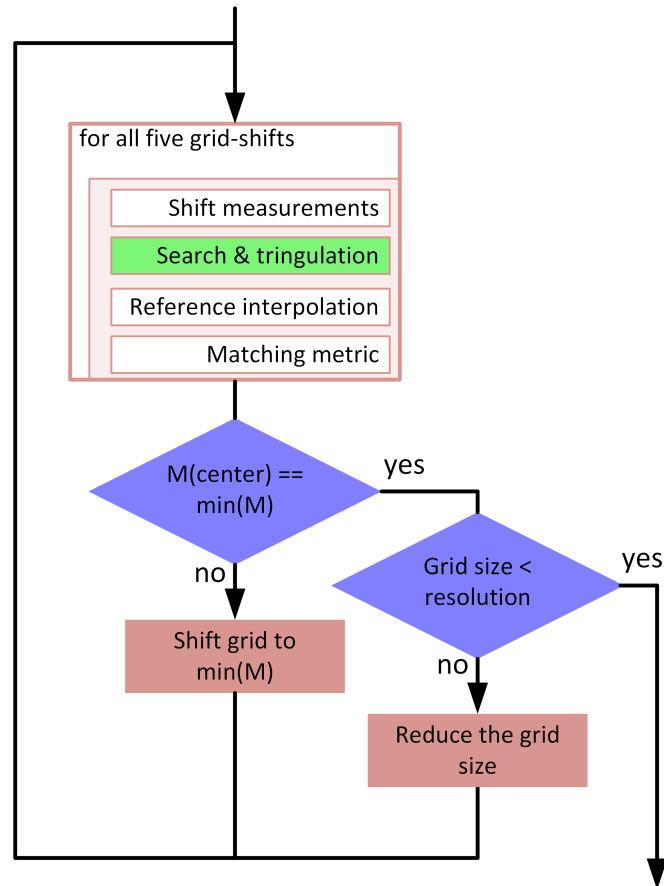 for all five grid-shifts
Shift measurements
Search & tringulation
Reference interpolation
Matching metric
M(center) ==
min(M)
yes
no
Grid size <
resolution
yes
no
Shift grid to
min(M)
Reduce the grid
size